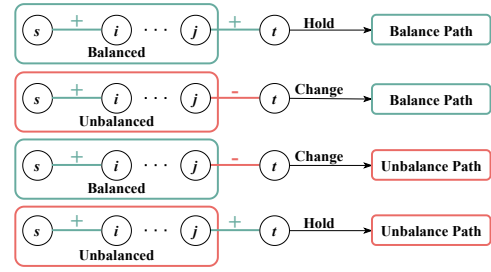 s + i · · · j + t Hold Balance Path
Balanced
s + i · · · j - t Change Balance Path
Unbalanced
s + i · · · j - t Change Unbalance Path
Balanced
s + i · · · j + t Hold Unbalance Path
Unbalanced